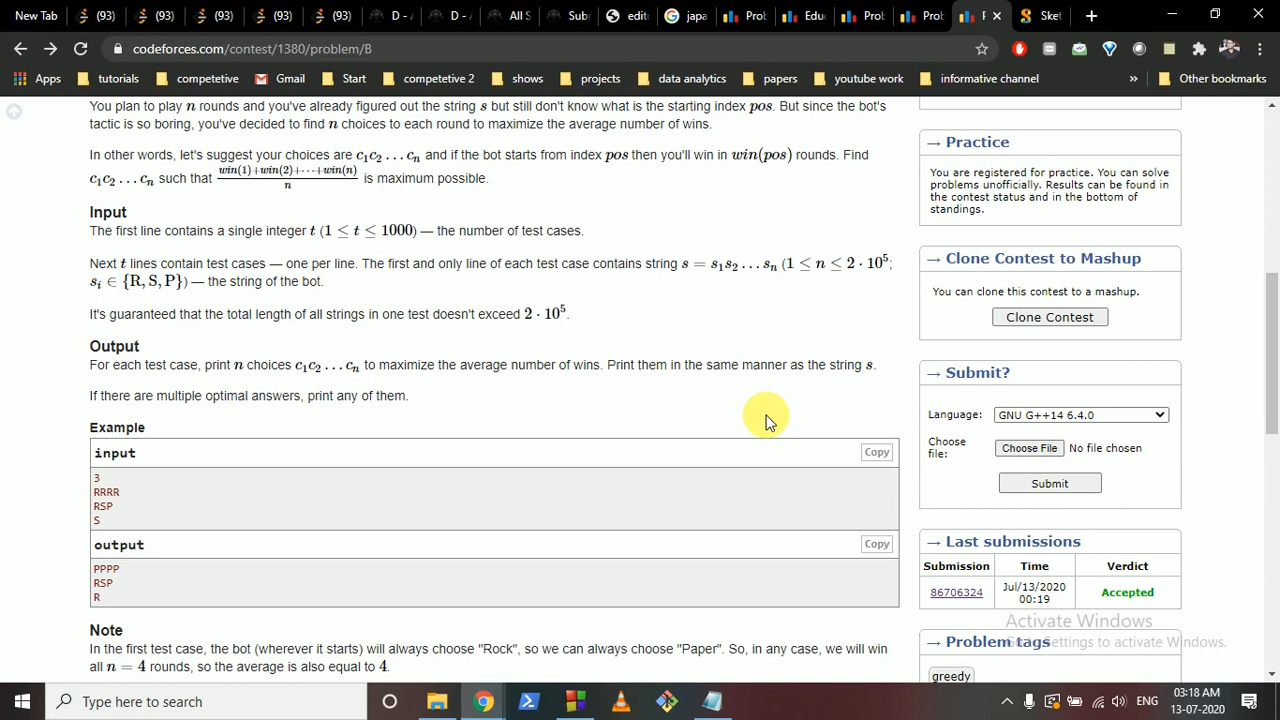 New Tab
(93)
(93)
(93)
(93)
(93)
D - A
D - A
All S
Subm
edit
japa
Prob
Educ
Prob
Prob
Sket
codeforces.com/contest/1380/problem/B
Apps
tutorials
competetive
Gmail
Start
competetive 2
shows
projects
data analytics
papers
youtube work
informative channel
»
Other bookmarks
You plan to play n rounds and you've already figured out the string s but still don't know what is the starting index pos. But since the bot's
tactic is so boring, you've decided to find n choices to each round to maximize the average number of wins.
In other words, let's suggest your choices are c₁c₂ … cₙ and if the bot starts from index pos then you'll win in win(pos) rounds. Find
c₁c₂ … cₙ such that (win(1)+win(2)+⋯+win(n))/n is maximum possible.
Input
The first line contains a single integer t (1 ≤ t ≤ 1000) — the number of test cases.
Next t lines contain test cases — one per line. The first and only line of each test case contains string s = s₁s₂ … sₙ (1 ≤ n ≤ 2 · 10⁵;
sᵢ ∈ {R, S, P}) — the string of the bot.
It's guaranteed that the total length of all strings in one test doesn't exceed 2 · 10⁵.
Output
For each test case, print n choices c₁c₂ … cₙ to maximize the average number of wins. Print them in the same manner as the string s.
If there are multiple optimal answers, print any of them.
Example
input
Copy
3
RRRR
RSP
S
output
Copy
PPPP
RSP
R
Note
In the first test case, the bot (wherever it starts) will always choose "Rock", so we can always choose "Paper". So, in any case, we will win
all n = 4 rounds, so the average is also equal to 4.
→ Practice
You are registered for practice. You can solve
problems unofficially. Results can be found in
the contest status and in the bottom of
standings.
→ Clone Contest to Mashup
You can clone this contest to a mashup.
Clone Contest
→ Submit?
Language:
GNU G++14 6.4.0
Choose
file:
Choose File
No file chosen
Submit
→ Last submissions
Submission
Time
Verdict
86706324
Jul/13/2020
00:19
Accepted
Activate Windows
Go to Settings to activate Windows.
→ Problem tags
greedy
Type here to search
ENG
03:18 AM
13-07-2020